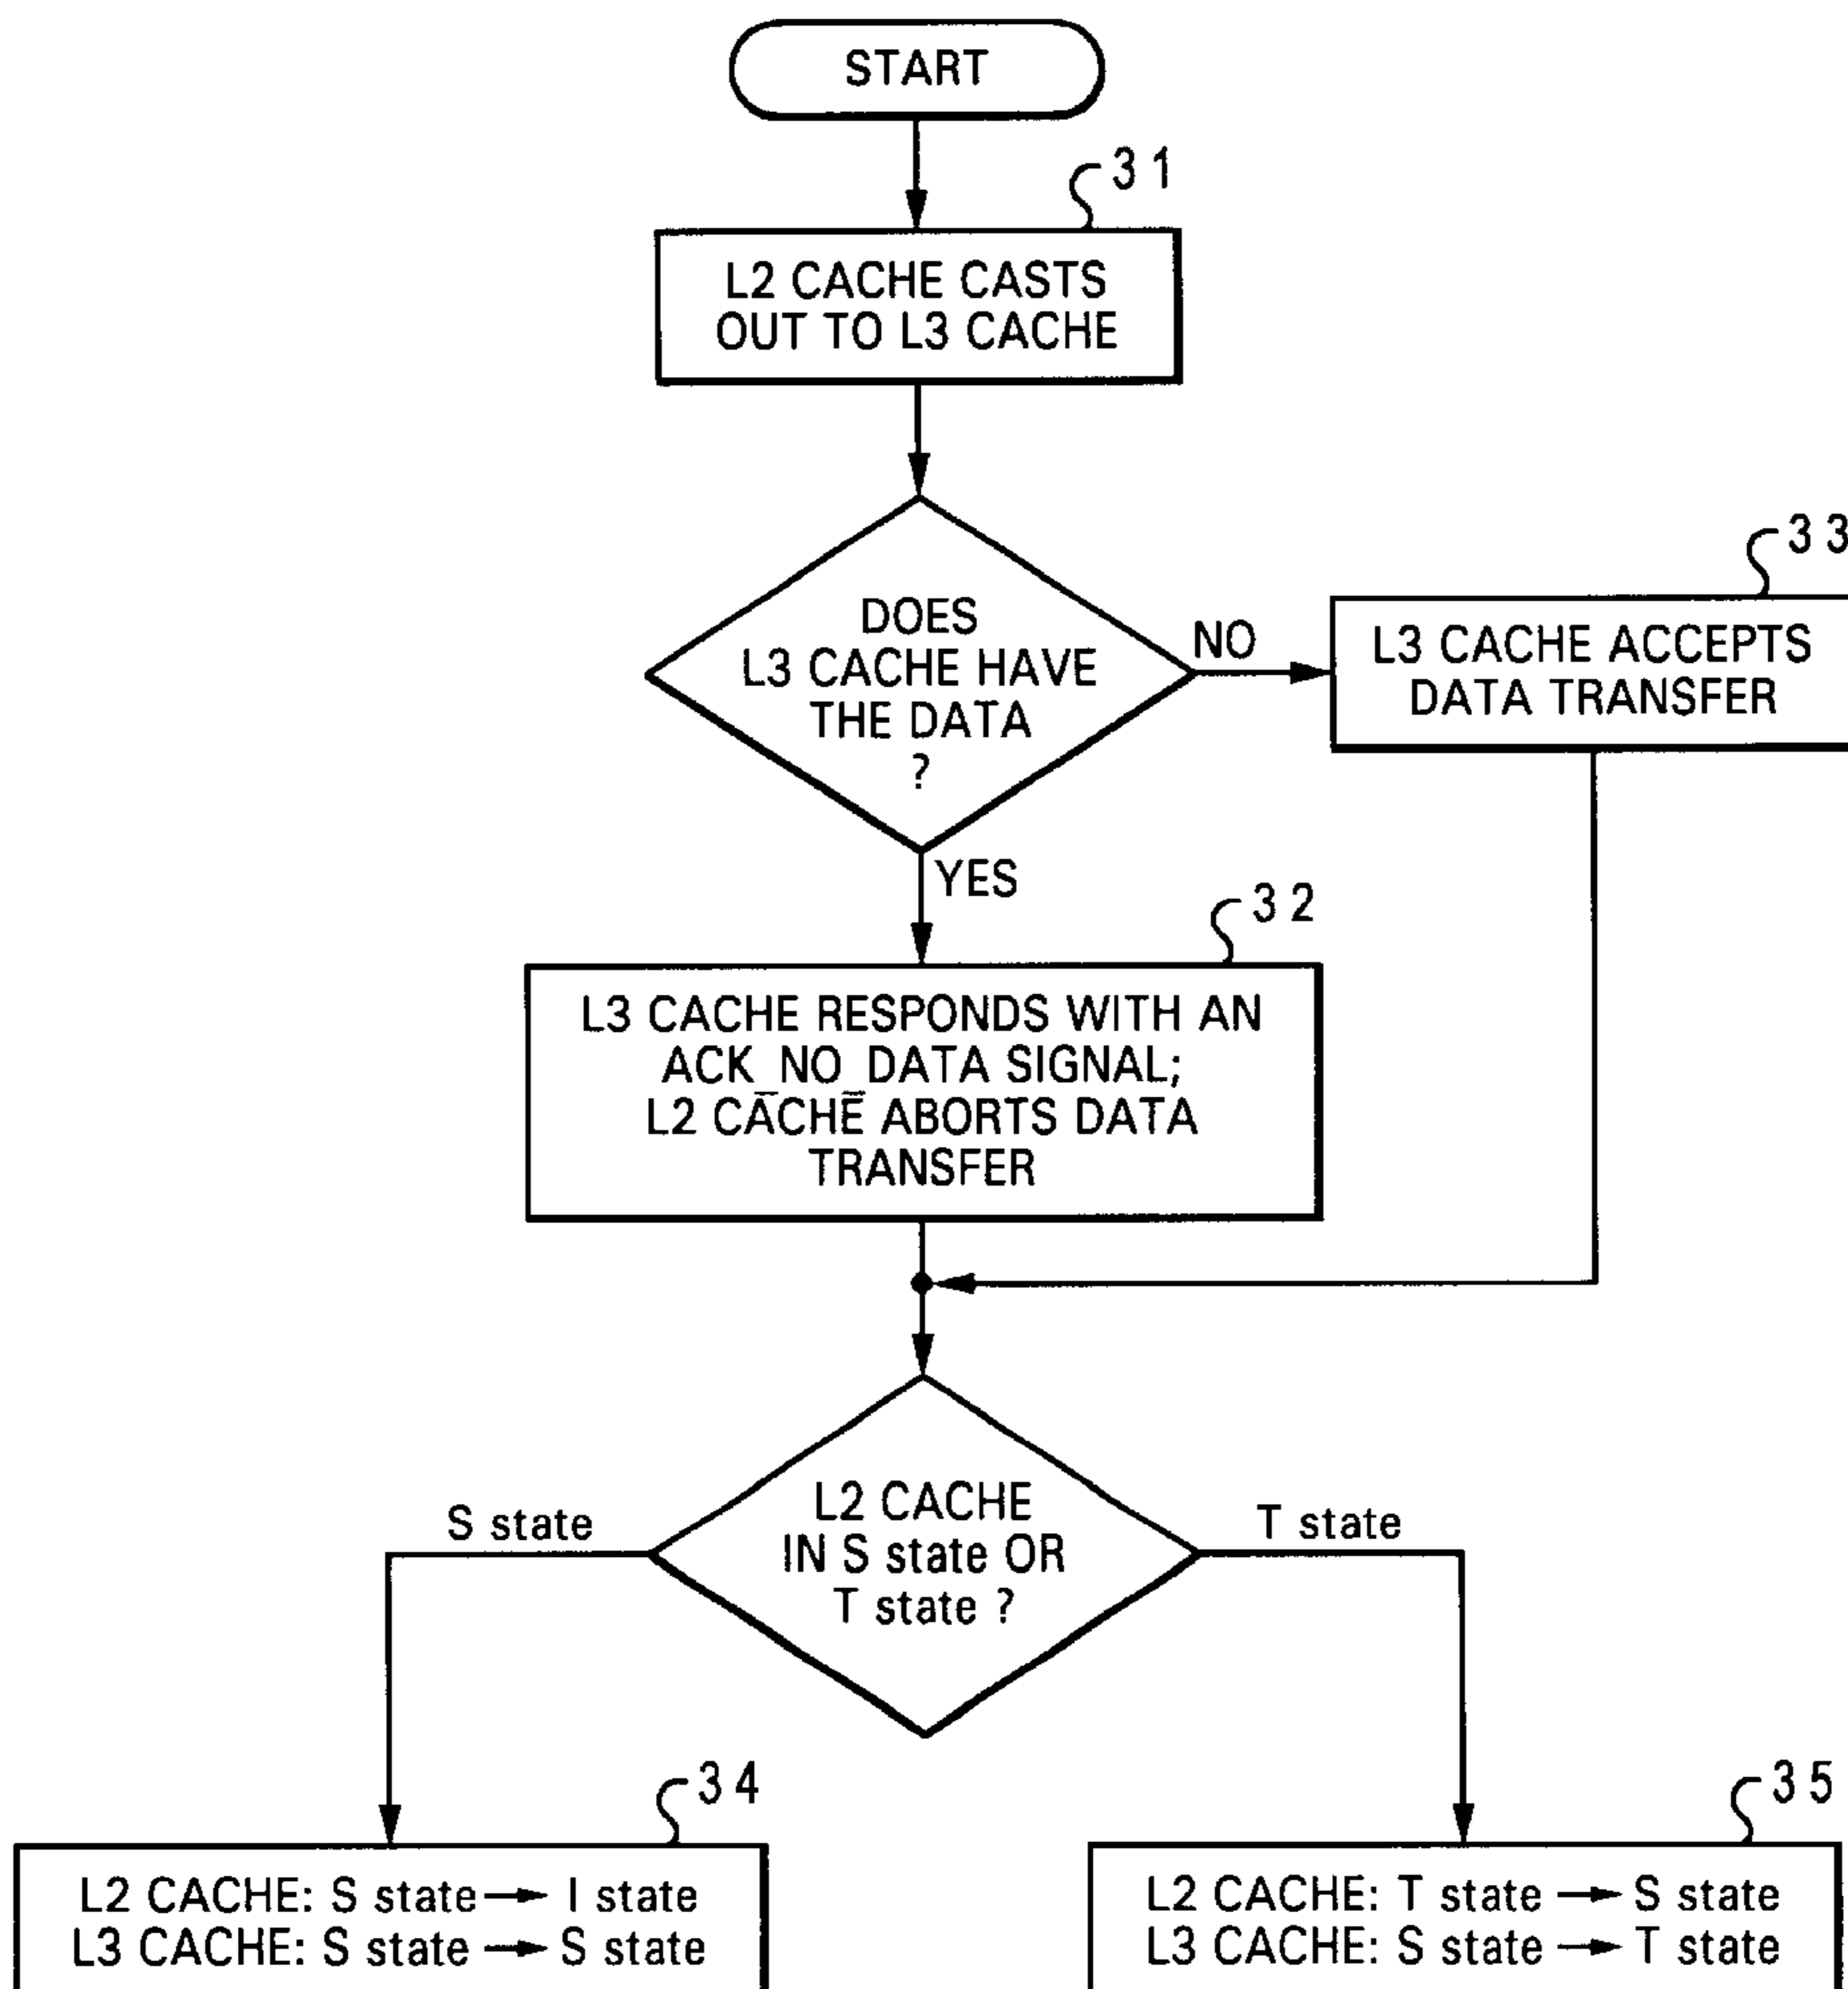 START
31
L2 CACHE CASTS
OUT TO L3 CACHE
33
DOES
L3 CACHE HAVE
THE DATA
?
NO
L3 CACHE ACCEPTS
DATA TRANSFER
YES
32
L3 CACHE RESPONDS WITH AN
ACK_NO_DATA SIGNAL;
L2 CACHE ABORTS DATA
TRANSFER
L2 CACHE
IN S state OR
T state ?
S state
T state
34
L2 CACHE: S state → I state
L3 CACHE: S state → S state
35
L2 CACHE: T state → S state
L3 CACHE: S state → T state